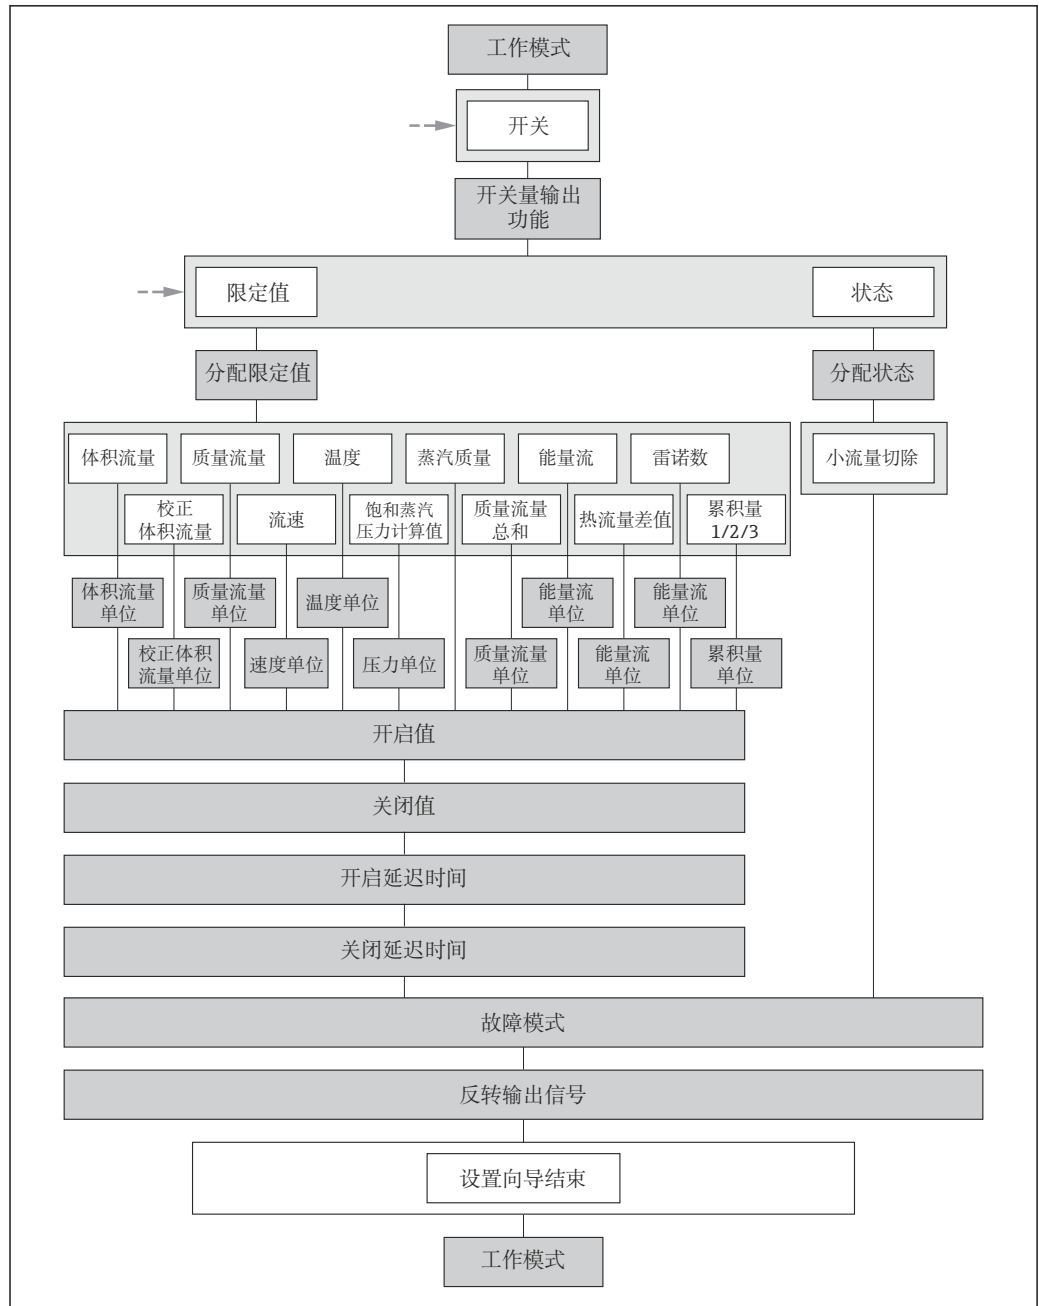 工作模式
开关
开关量输出
功能
限定值
状态
分配限定值
分配状态
体积流量
质量流量
温度
蒸汽质量
能量流
雷诺数
小流量切除
校正
体积流量
流速
饱和蒸汽
压力计算值
质量流量
总和
热流量差值
累积量
1/2/3
体积流量
单位
质量流量
单位
温度单位
能量流
单位
能量流
单位
校正体积
流量单位
速度单位
压力单位
质量流量
单位
能量流
单位
累积量
单位
开启值
关闭值
开启延迟时间
关闭延迟时间
故障模式
反转输出信号
设置向导结束
工作模式